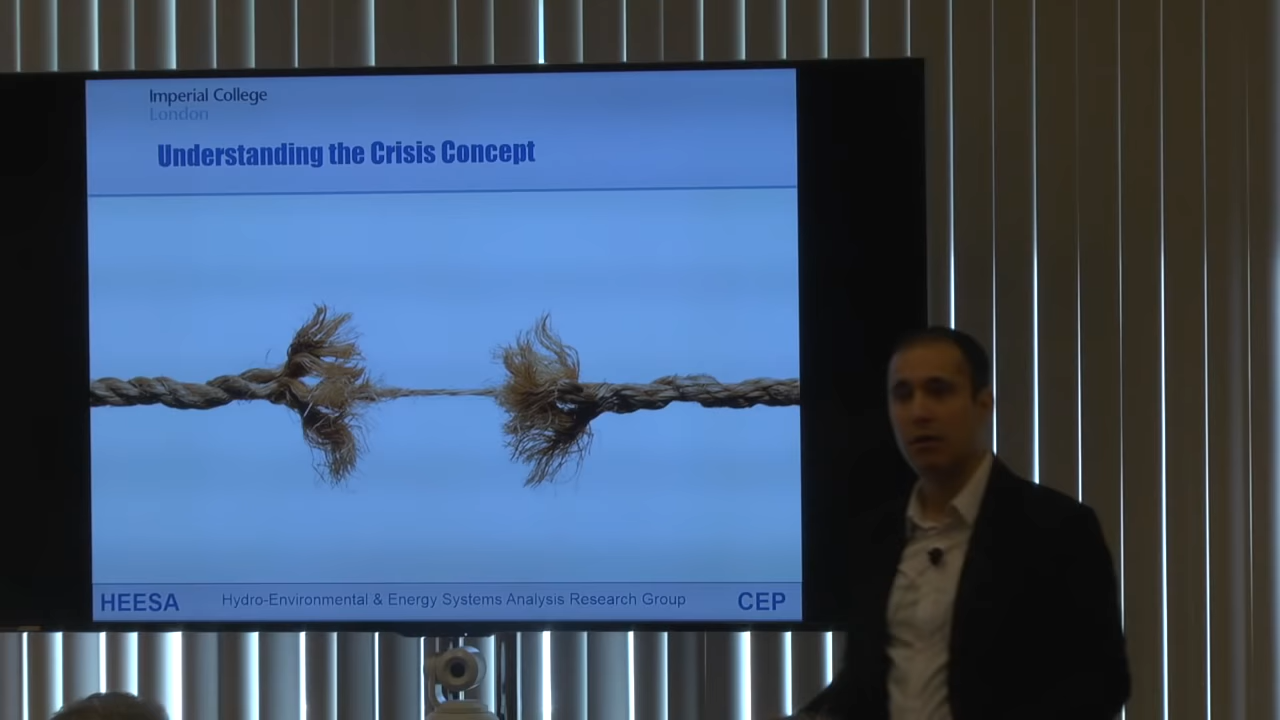 Imperial College
London
Understanding the Crisis Concept
HEESA Hydro-Environmental & Energy Systems Analysis Research Group CEP